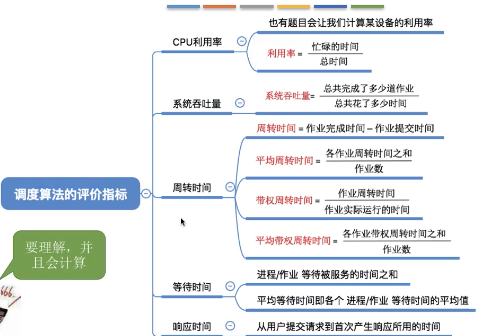 也有题目会让我们计算某设备的利用率
CPU利用率
利用率 = 忙碌的时间
总时间
系统吞吐量
系统吞吐量= 总共完成了多少道作业
总共花了多少时间
周转时间 = 作业完成时间 – 作业提交时间
平均周转时间 = 各作业周转时间之和
作业数
调度算法的评价指标
周转时间
带权周转时间 = 作业周转时间
作业实际运行的时间
平均带权周转时间 = 各作业带权周转时间之和
作业数
要理解，并
且会计算
等待时间
进程/作业 等待被服务的时间之和
平均等待时间即各个 进程/作业 等待时间的平均值
响应时间
从用户提交请求到首次产生响应所用的时间